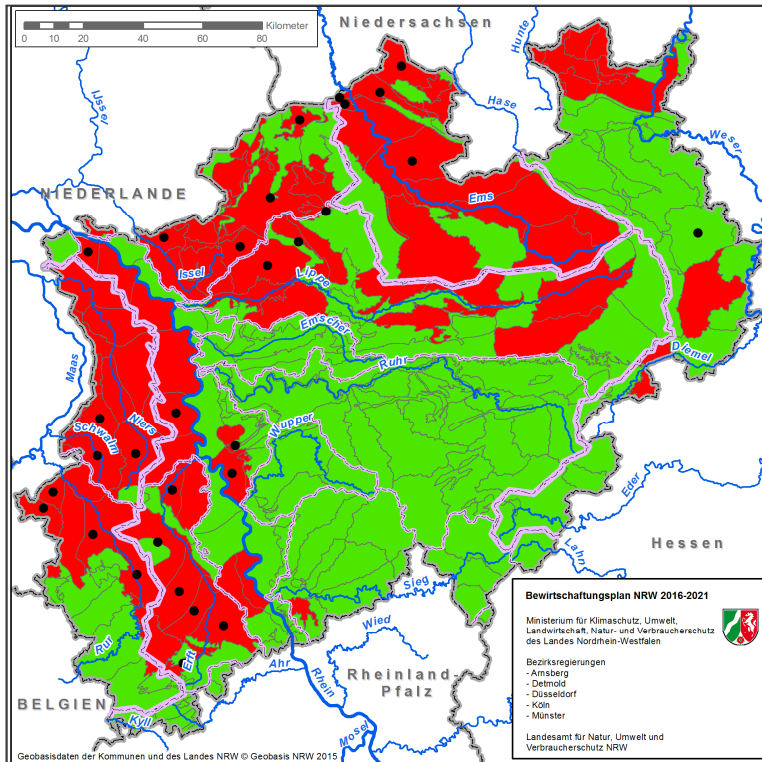 Niedersachsen
Kilometer
0 10 20 40 60 80
Hunte
IJssel
Hase
Weser
NIEDERLANDE
Ems
Issel
Lippe
Emscher
Diemel
Maas
Ruhr
Niers
Wupper
Schwalm
Eder
Hessen
Lahn
Sieg
Bewirtschaftungsplan NRW 2016-2021
Ministerium für Klimaschutz, Umwelt,
Landwirtschaft, Natur- und Verbraucherschutz
des Landes Nordrhein-Westfalen
Wied
Rur
Erft
Ahr
Rhein
Rheinland-
Pfalz
Bezirksregierungen
- Arnsberg
- Detmold
- Düsseldorf
- Köln
- Münster
BELGIEN
Kyll
Mosel
Landesamt für Natur, Umwelt und
Verbraucherschutz NRW
Geobasisdaten der Kommunen und des Landes NRW © Geobasis NRW 2015